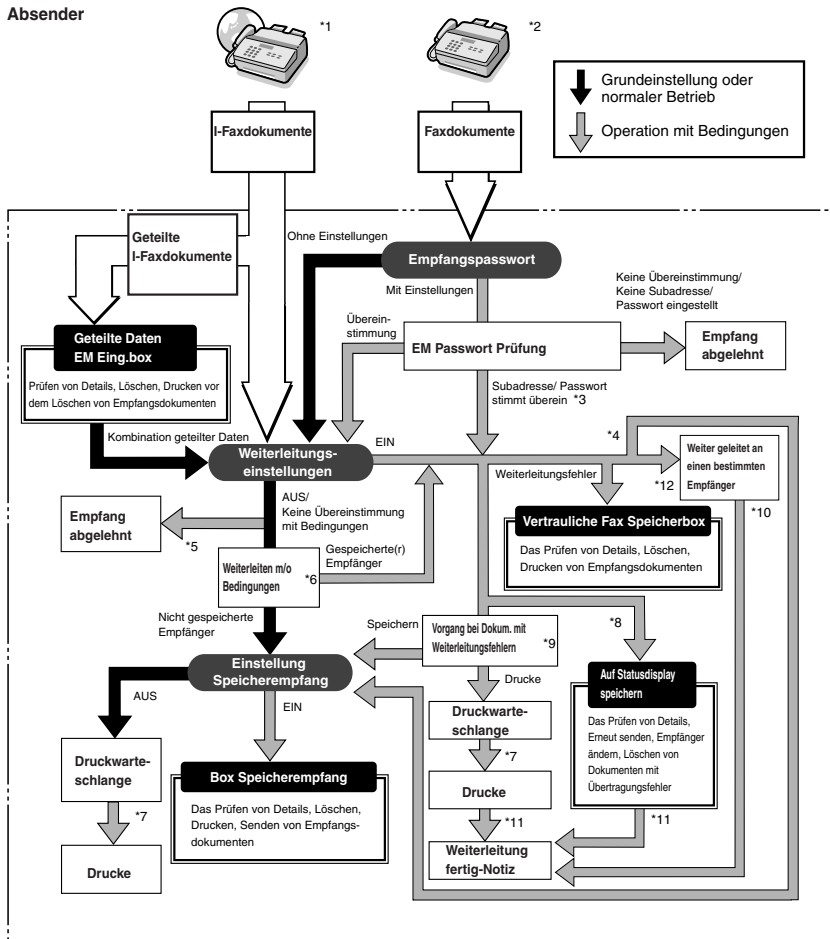 Absender
*1
*2
Grundeinstellung oder
normaler Betrieb
Operation mit Bedingungen
I-Faxdokumente
Faxdokumente
Geteilte
I-Faxdokumente
Ohne Einstellungen
Empfangspasswort
Mit Einstellungen
Keine Übereinstimmung/
Keine Subadresse/
Passwort eingestellt
Überein-
stimmung
EM Passwort Prüfung
Empfang
abgelehnt
Geteilte Daten
EM Eing.box
Prüfen von Details, Löschen, Drucken vor
dem Löschen von Empfangsdokumenten
Subadresse/ Passwort
stimmt überein *3
Kombination geteilter Daten
EIN
*4
Weiterleitungs-
einstellungen
Weiterleitungsfehler
*12
Weiter geleitet an
einen bestimmten
Empfänger
*10
AUS/
Keine Übereinstimmung
mit Bedingungen
Empfang
abgelehnt
*5
Vertrauliche Fax Speicherbox
Das Prüfen von Details, Löschen,
Drucken von Empfangsdokumenten
Weiterleiten m/o
Bedingungen
*6
Gespeicherte(r)
Empfänger
Nicht gespeicherte
Empfänger
Speichern
Vorgang bei Dokum. mit
Weiterleitungsfehlern
*9
*8
Einstellung
Speicherempfang
Drucke
Auf Statusdisplay
speichern
Das Prüfen von Details,
Erneut senden, Empfänger
ändern, Löschen von
Dokumenten mit
Übertragungsfehler
AUS
EIN
Druckwarte-
schlange
*7
Druckwarte-
schlange
*7
Box Speicherempfang
Das Prüfen von Details, Löschen,
Drucken, Senden von Empfangs-
dokumenten
Drucke
*11
*11
Drucke
Weiterleitung
fertig-Notiz